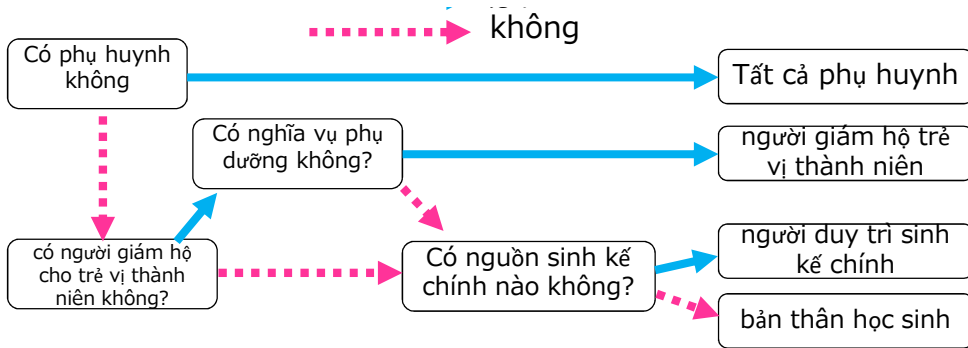 không
Có phụ huynh
không
Tất cả phụ huynh
Có nghĩa vụ phụ
dưỡng không?
người giám hộ trẻ
vị thành niên
có người giám hộ
cho trẻ vị thành
niên không?
Có nguồn sinh kế
chính nào không?
người duy trì sinh
kế chính
bản thân học sinh